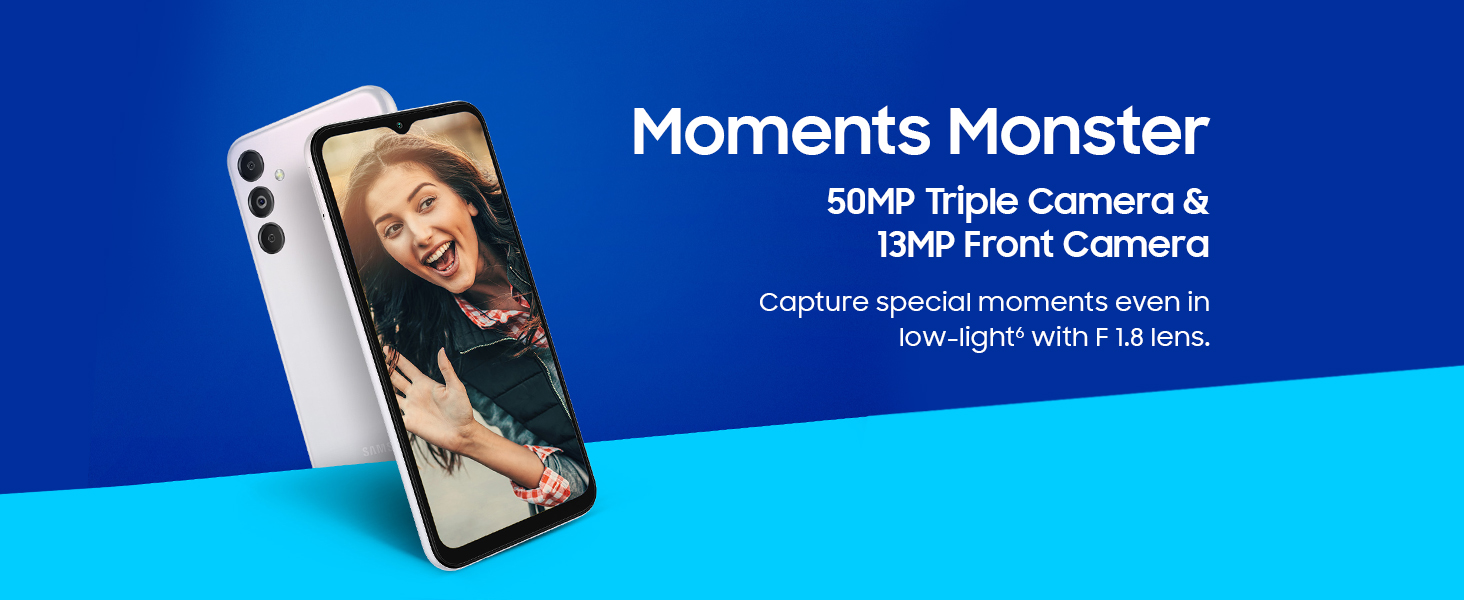 Moments Monster
50MP Triple Camera &
13MP Front Camera
Capture special moments even in
low-light⁶ with F 1.8 lens.